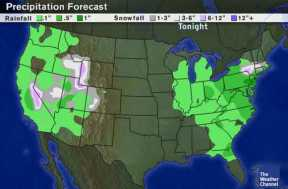 Precipitation Forecast
Rainfall .1" .5" 1" Snowfall 1-3" 3-6" 6-12" 12"+
Tonight
The
Weather
Channel